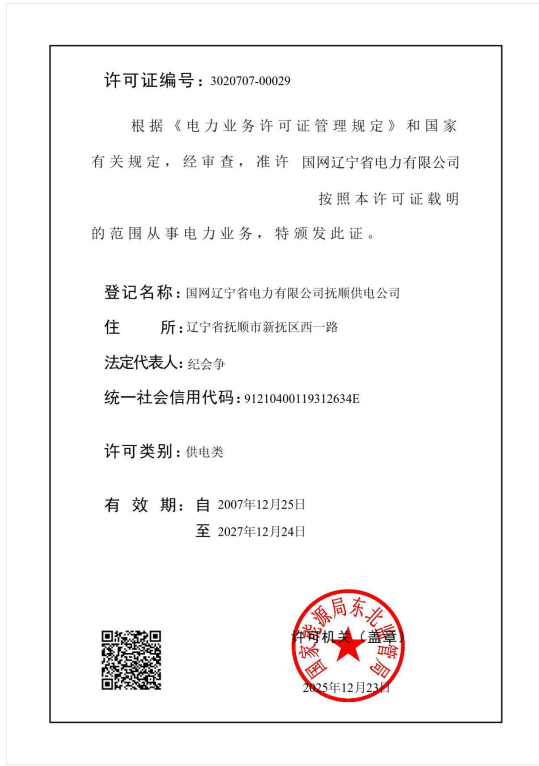 许可证编号：3020707-00029
根据《电力业务许可证管理规定》和国家
有关规定，经审查，准许 国网辽宁省电力有限公司
按照本许可证载明
的范围从事电力业务，特颁发此证。
登记名称：国网辽宁省电力有限公司抚顺供电公司
住 所：辽宁省抚顺市新抚区西一路
法定代表人：纪会争
统一社会信用代码：91210400119312634E
许可类别：供电类
有 效 期：自 2007年12月25日
至 2027年12月24日
国家能源局东北监管局
许可机关（盖章）
2025年12月23日